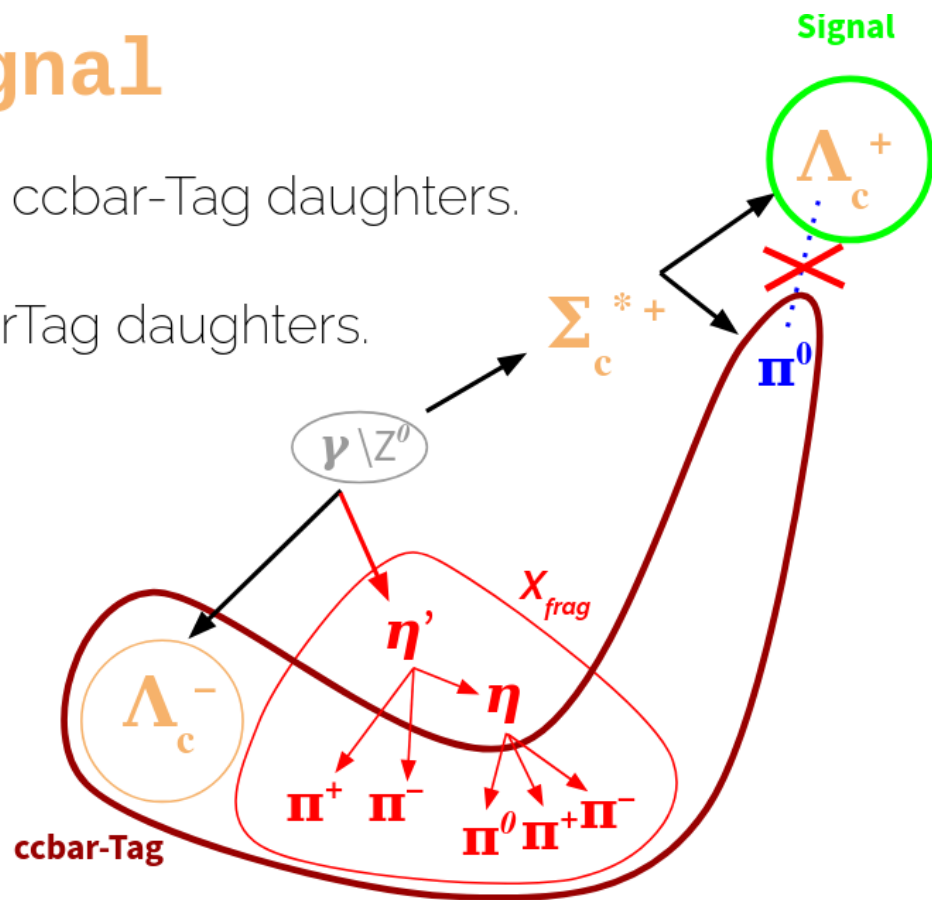 Signal
gnal
Λc+
ccbar-Tag daughters.
rTag daughters.
Σc*+
π0
γ\Z0
Xfrag
η’
η
Λc−
π+ π−
π0 π+ π−
ccbar-Tag